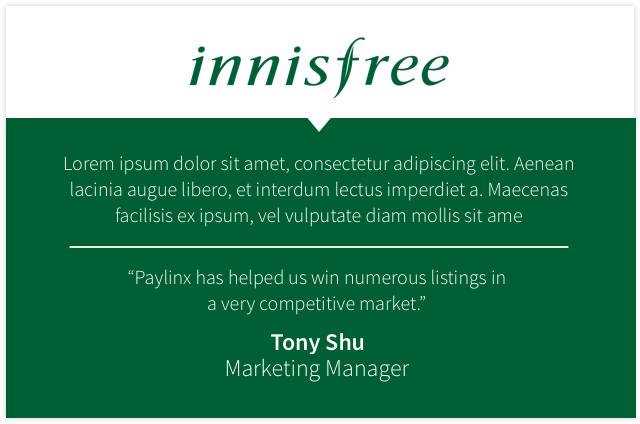 innisfree
Lorem ipsum dolor sit amet, consectetur adipiscing elit. Aenean
lacinia augue libero, et interdum lectus imperdiet a. Maecenas
facilisis ex ipsum, vel vulputate diam mollis sit ame
“Paylinx has helped us win numerous listings in
a very competitive market.”
Tony Shu
Marketing Manager